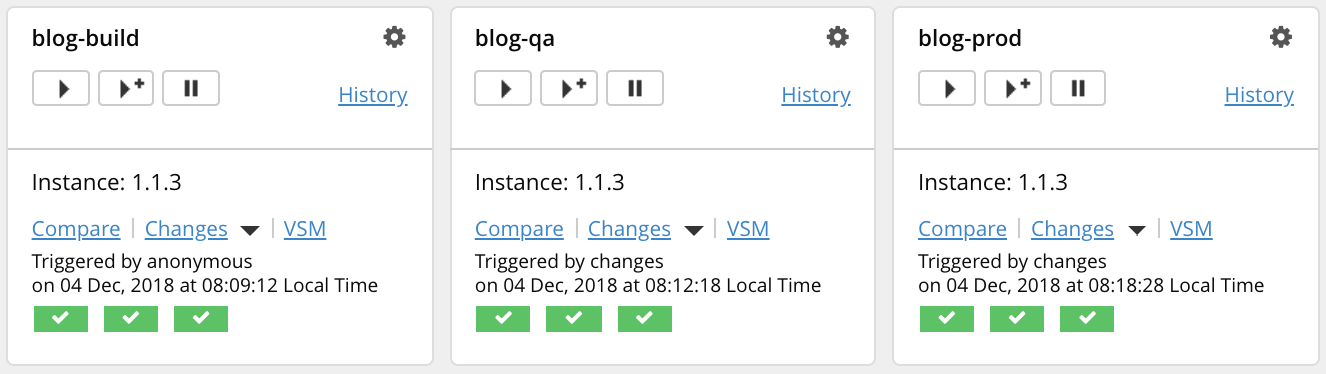 blog-build
History
Instance: 1.1.3
Compare Changes VSM
Triggered by anonymous
on 04 Dec, 2018 at 08:09:12 Local Time
blog-qa
History
Instance: 1.1.3
Compare Changes VSM
Triggered by changes
on 04 Dec, 2018 at 08:12:18 Local Time
blog-prod
History
Instance: 1.1.3
Compare Changes VSM
Triggered by changes
on 04 Dec, 2018 at 08:18:28 Local Time